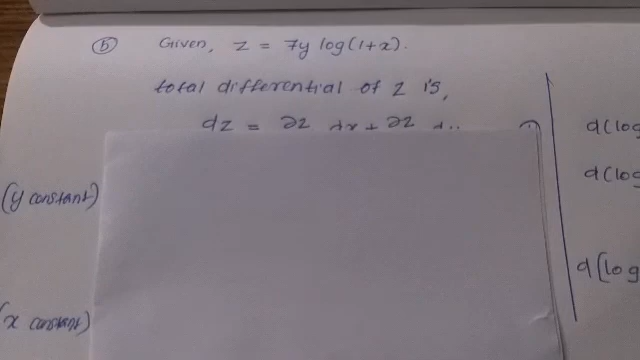 (b) Given, z = 7y log(1+x).
total differential of z is,
dz = ∂z dx + ∂z
(y constant)
(x constant)
d(log
d(log
d(log